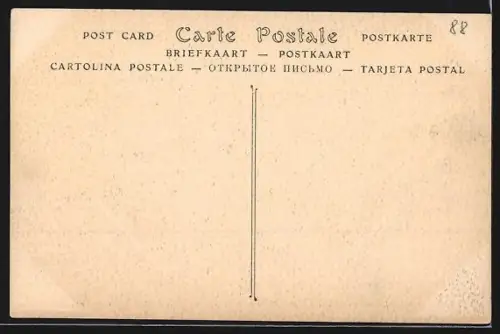 88
POST CARD Carte Postale POSTKARTE
BRIEFKAART — POSTKAART
CARTOLINA POSTALE — ОТКРЫТОЕ ПИСЬМО — TARJETA POSTAL